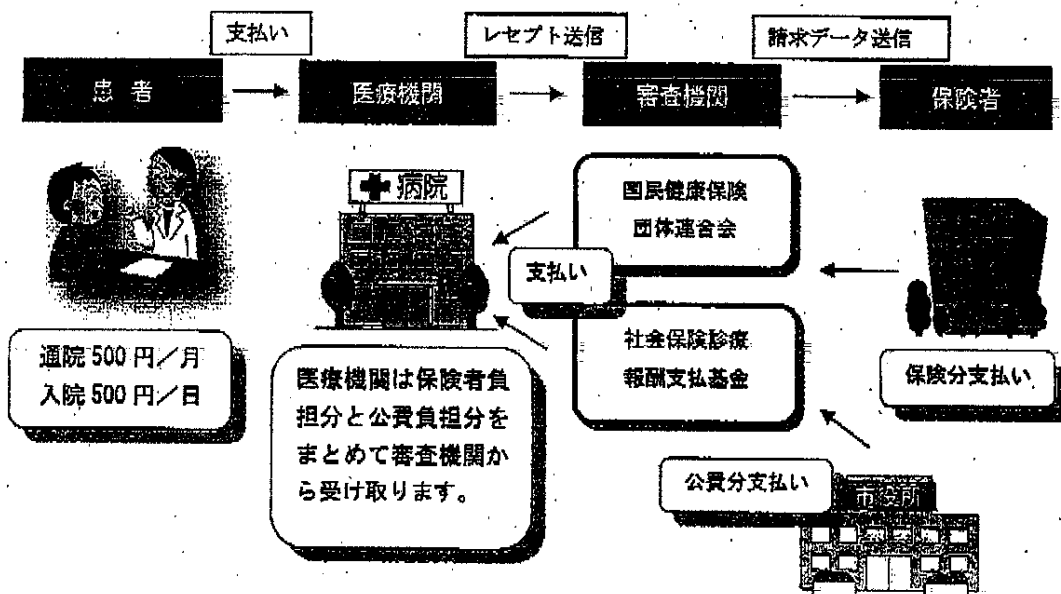 支払い
レセプト送信
請求データ送信
患者
医療機関
審査機関
保険者
病院
国民健康保険
団体連合会
支払い
社会保険診療
報酬支払基金
通院 500 円／月
入院 500 円／日
医療機関は保険者負
担分と公費負担分を
まとめて審査機関か
ら受け取ります。
保険分支払い
公費分支払い
市役所